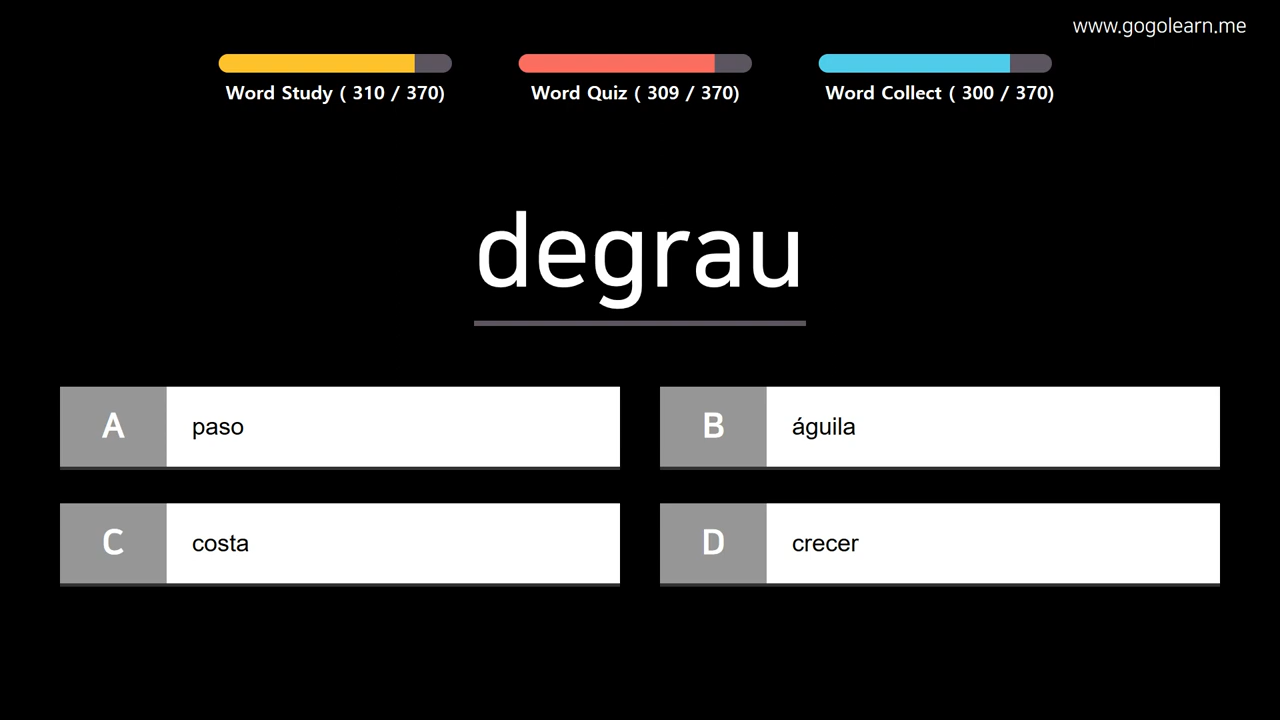 www.gogolearn.me
Word Study ( 310 / 370)
Word Quiz ( 309 / 370)
Word Collect ( 300 / 370)
degrau
A paso
B águila
C costa
D crecer